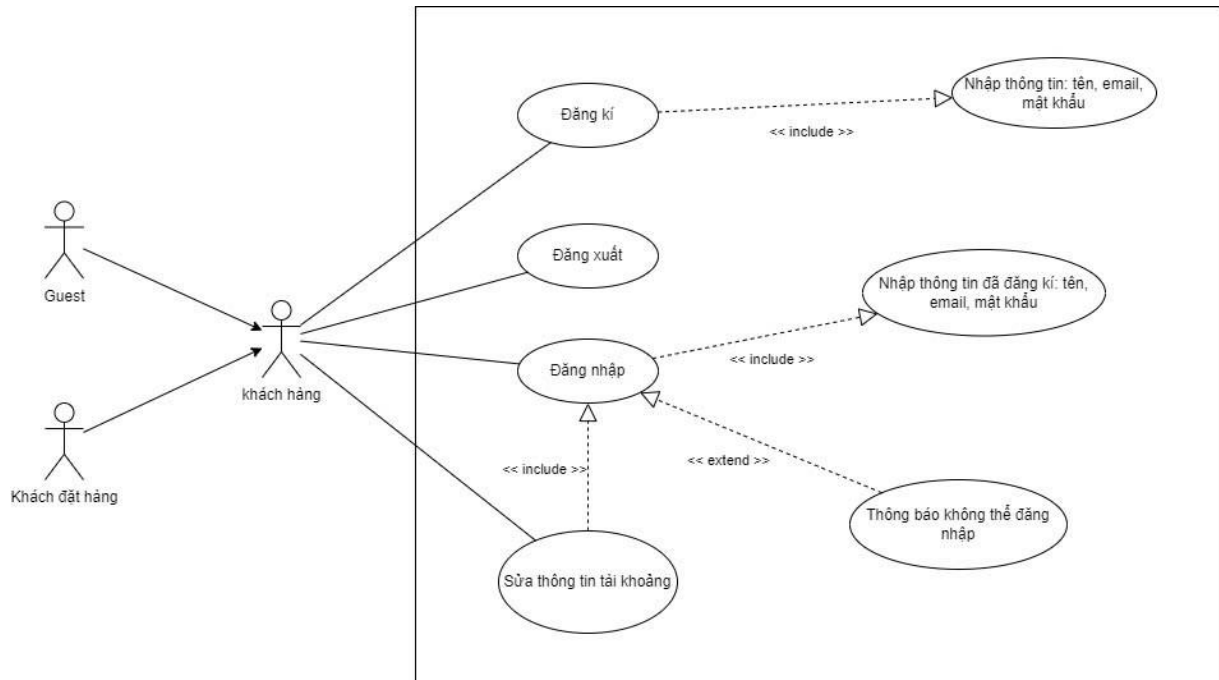 Nhập thông tin: tên, email,
mật khẩu
Đăng kí
<< include >>
Đăng xuất
Guest
Nhập thông tin đã đăng kí: tên,
email, mật khẩu
<< include >>
Đăng nhập
khách hàng
<< include >>
<< extend >>
Khách đặt hàng
Thông báo không thể đăng
nhập
Sửa thông tin tài khoảng